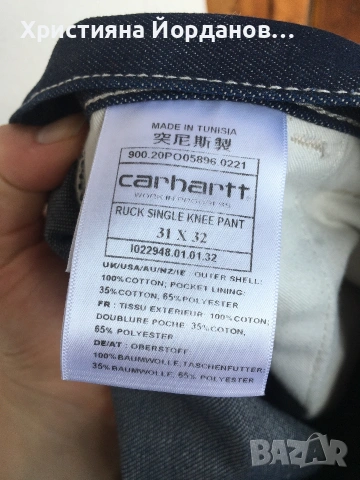 Християна Йорданов...
MADE IN TUNISIA
突尼斯製
900.20PO05896.0221
carhartt
WORK IN PROGRESS
RUCK SINGLE KNEE PANT
31 X 32
I022948.01.01.32
UK/USA/AU/NZ/IE OUTER SHELL:
100%COTTON; POCKET LINING:
35%COTTON, 65%POLYESTER
FR : TISSU EXTERIEUR: 100%COTON;
DOUBLURE POCHE 35%COTON,
65% POLYESTER
DE/AT : OBERSTOFF
100%BAUMWOLLE,TASCHENFUTTER:
35%BAUMWOLLE, 65% POLYESTER
BAZAR